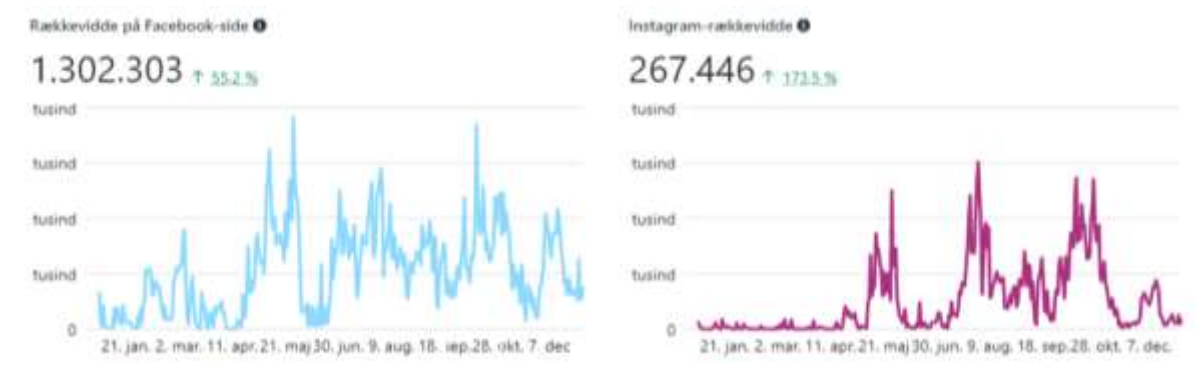 Rækkevidde på Facebook-side
1.302.303 ↑ 55.2 %
tusind
tusind
tusind
tusind
0
21. jan. 2. mar. 11. apr. 21. maj 30. jun. 9. aug. 18. sep. 28. okt. 7. dec
Instagram-rækkevidde
267.446 ↑ 173.5 %
tusind
tusind
tusind
tusind
0
21. jan. 2. mar. 11. apr. 21. maj 30. jun. 9. aug. 18. sep. 28. okt. 7. dec.